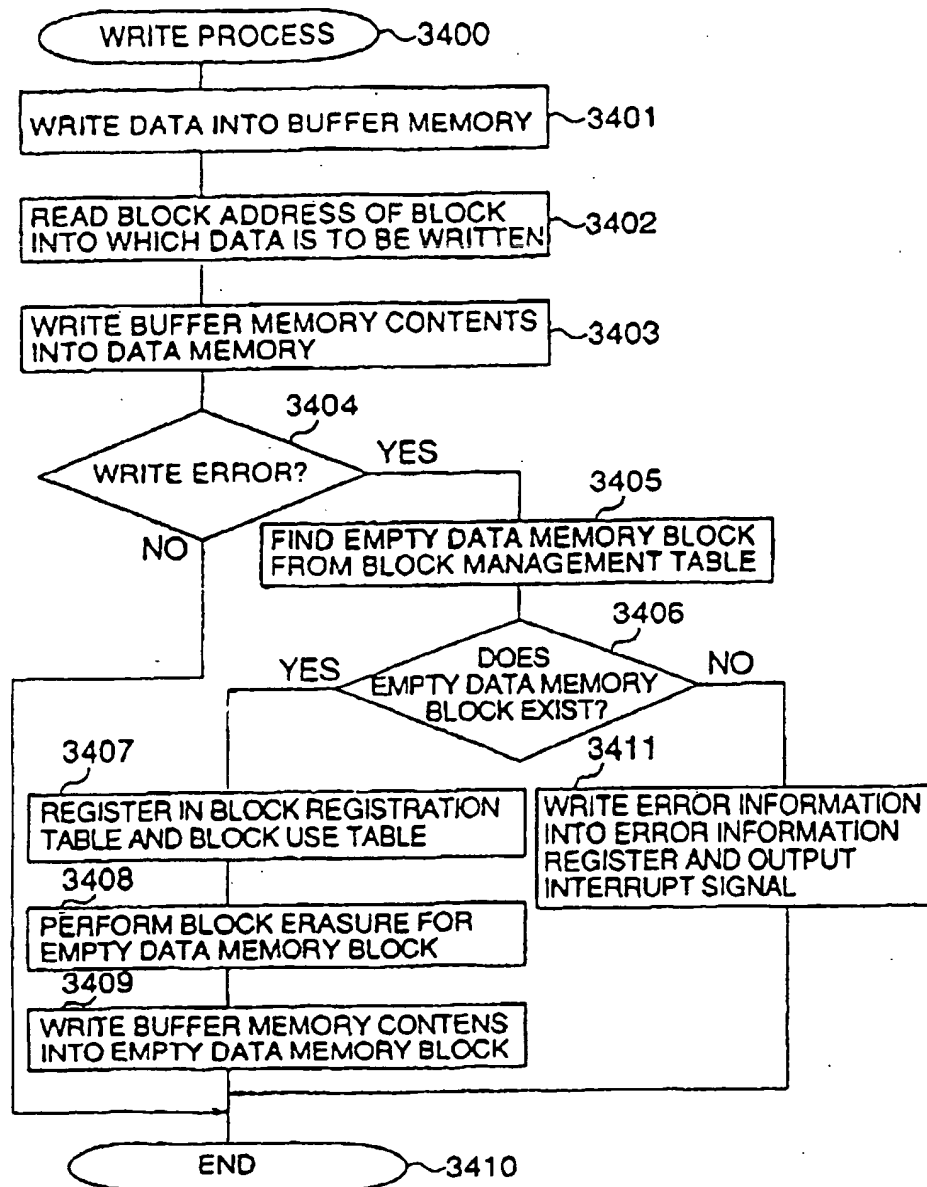 WRITE PROCESS 3400
WRITE DATA INTO BUFFER MEMORY 3401
READ BLOCK ADDRESS OF BLOCK
INTO WHICH DATA IS TO BE WRITTEN 3402
WRITE BUFFER MEMORY CONTENTS
INTO DATA MEMORY 3403
3404
WRITE ERROR?
YES
NO
3405
FIND EMPTY DATA MEMORY BLOCK
FROM BLOCK MANAGEMENT TABLE
3406
DOES
EMPTY DATA MEMORY
BLOCK EXIST?
YES
NO
3407
REGISTER IN BLOCK REGISTRATION
TABLE AND BLOCK USE TABLE
3408
PERFORM BLOCK ERASURE FOR
EMPTY DATA MEMORY BLOCK
3409
WRITE BUFFER MEMORY CONTENS
INTO EMPTY DATA MEMORY BLOCK
3411
WRITE ERROR INFORMATION
INTO ERROR INFORMATION
REGISTER AND OUTPUT
INTERRUPT SIGNAL
END 3410